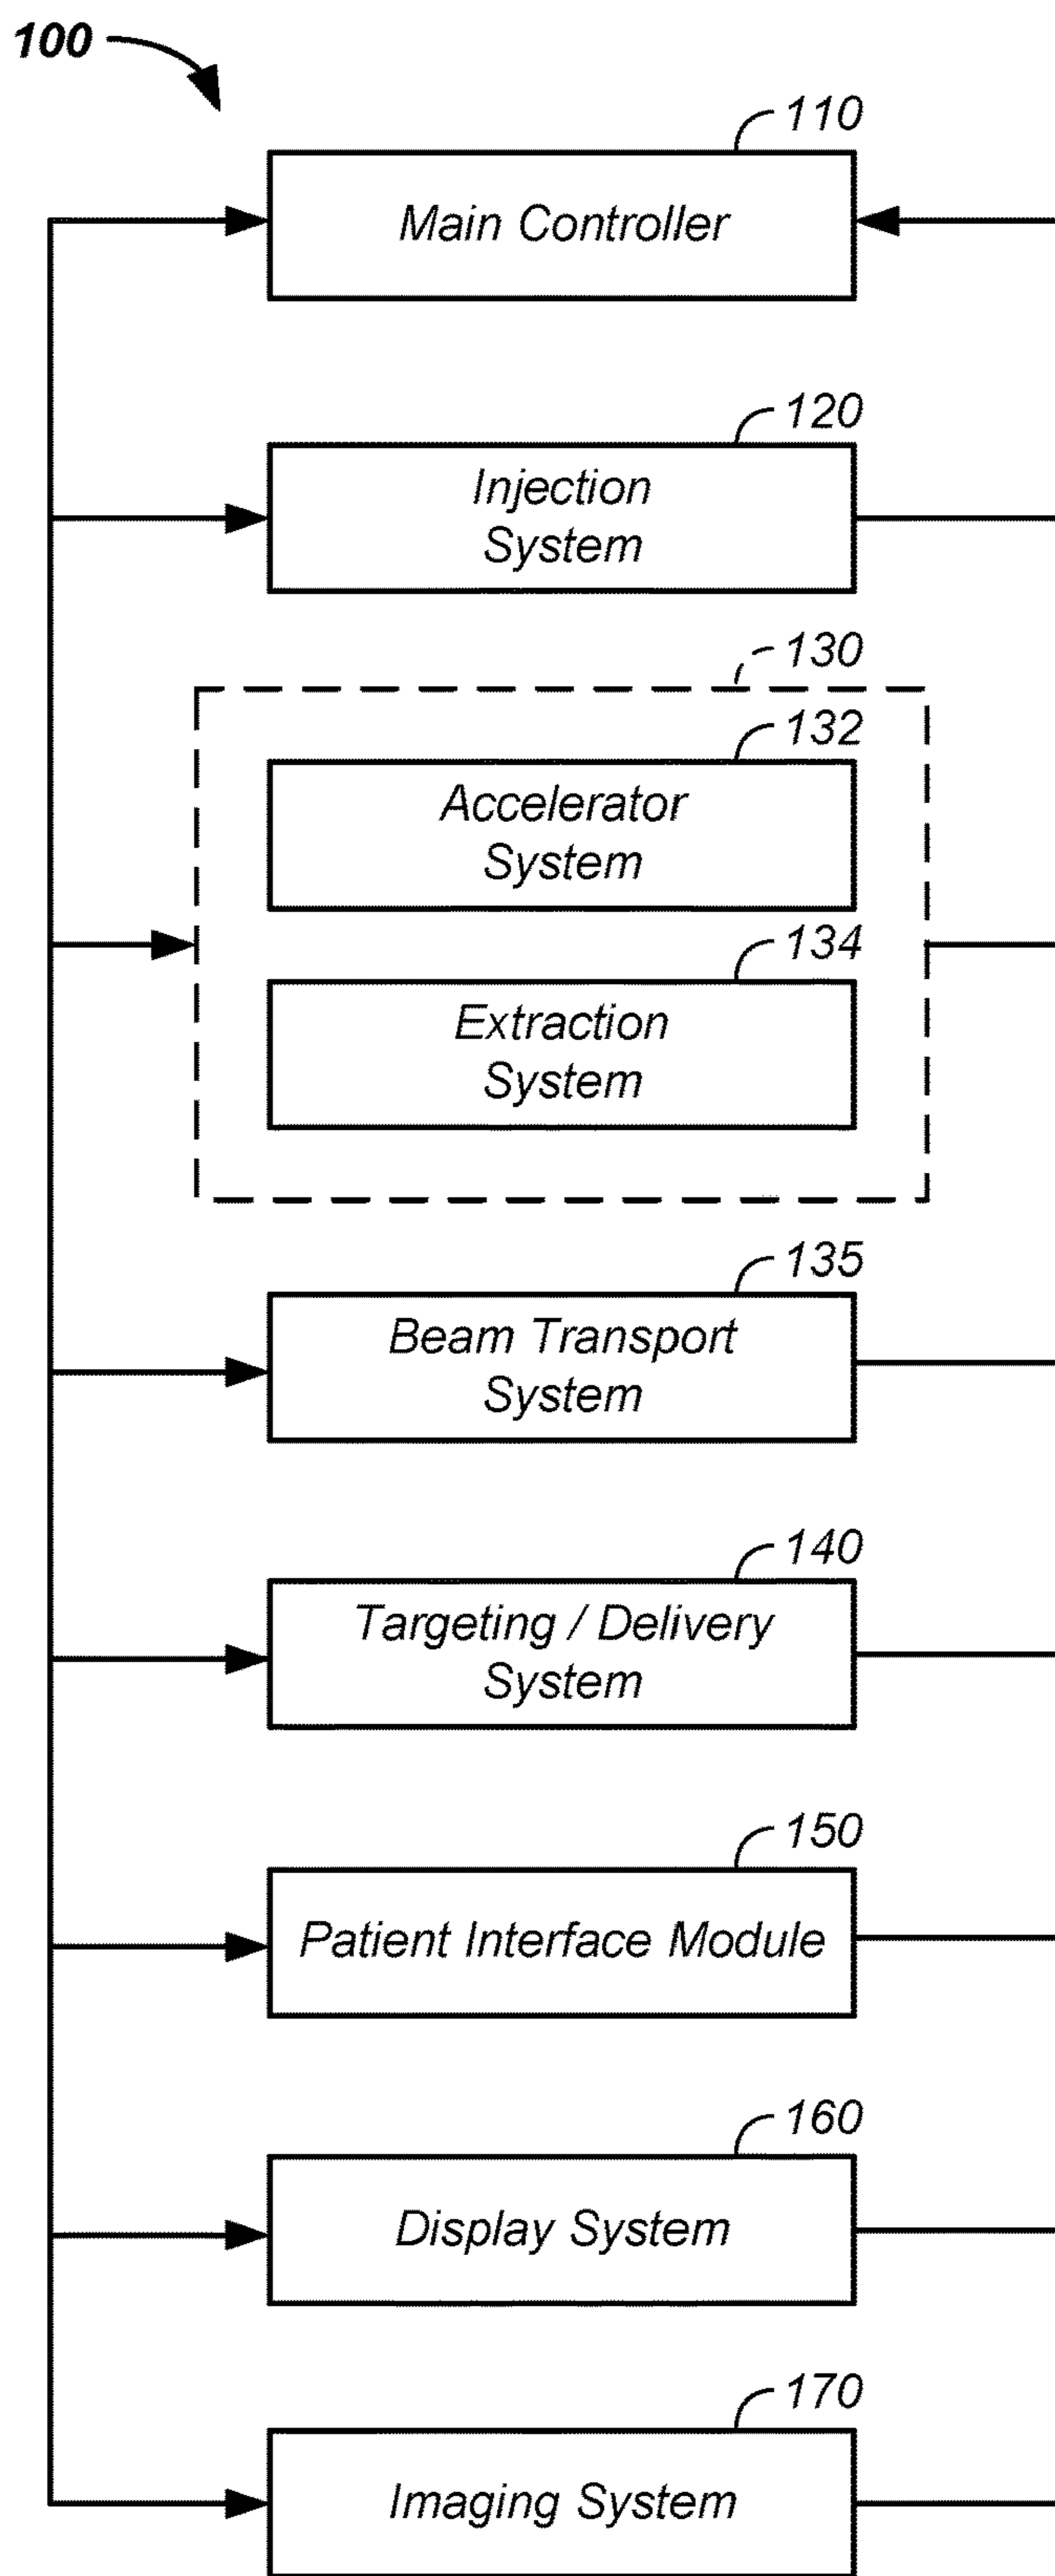 100
110
Main Controller
120
Injection
System
130
132
Accelerator
System
134
Extraction
System
135
Beam Transport
System
140
Targeting / Delivery
System
150
Patient Interface Module
160
Display System
170
Imaging System